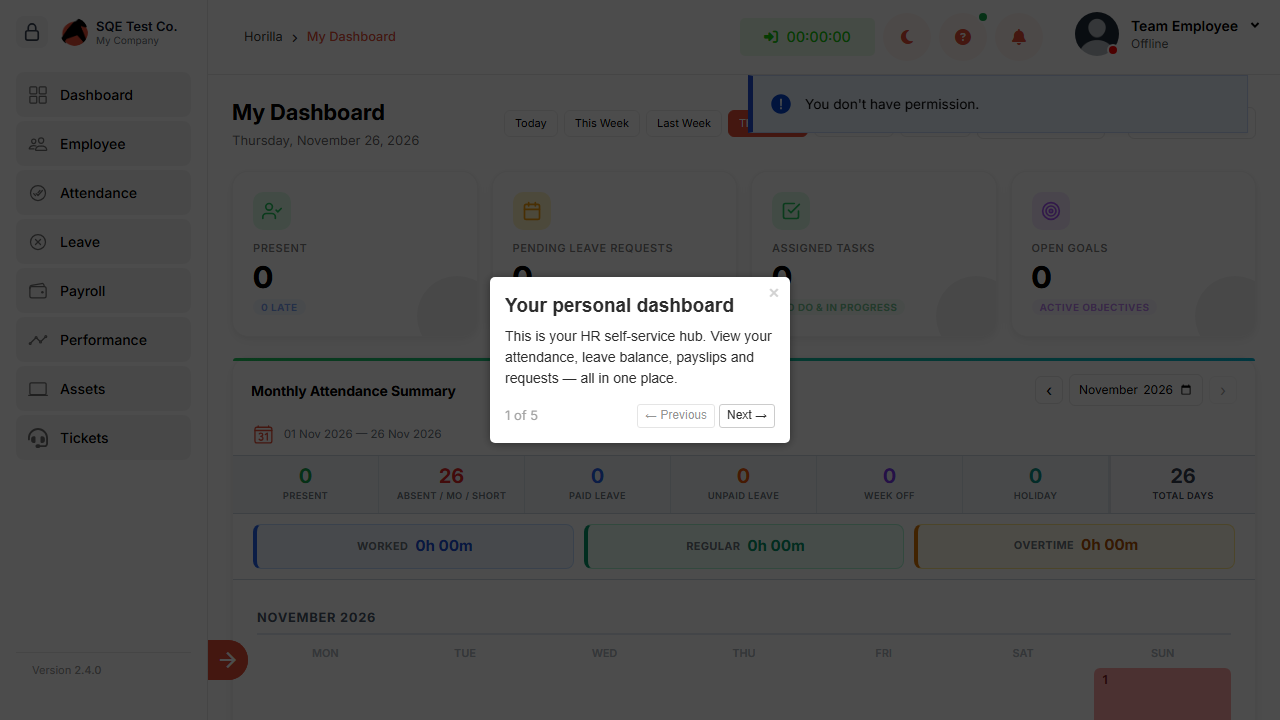 SQE Test Co.
My Company
Horilla
My Dashboard
00:00:00
Team Employee
Offline
Dashboard
Employee
Attendance
Leave
Payroll
Performance
Assets
Tickets
Version 2.4.0
My Dashboard
Thursday, November 26, 2026
Today
This Week
Last Week
You don't have permission.
PRESENT
0
0 LATE
PENDING LEAVE REQUESTS
0
ASSIGNED TASKS
0
DO & IN PROGRESS
OPEN GOALS
0
ACTIVE OBJECTIVES
Your personal dashboard
×
This is your HR self-service hub. View your
attendance, leave balance, payslips and
requests — all in one place.
1 of 5
← Previous
Next →
Monthly Attendance Summary
November 2026
31
01 Nov 2026 — 26 Nov 2026
0
PRESENT
26
ABSENT / MO / SHORT
0
PAID LEAVE
0
UNPAID LEAVE
0
WEEK OFF
0
HOLIDAY
26
TOTAL DAYS
WORKED 0h 00m
REGULAR 0h 00m
OVERTIME 0h 00m
NOVEMBER 2026
MON
TUE
WED
THU
FRI
SAT
SUN
1